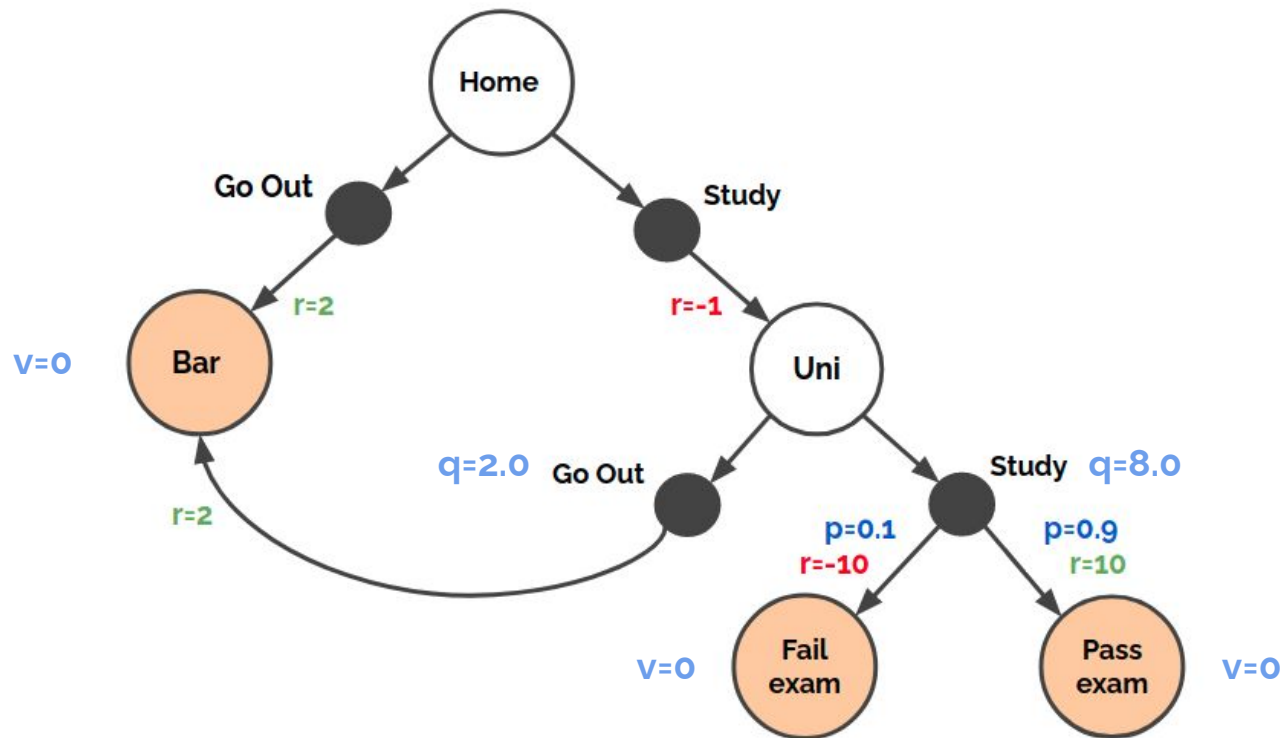 Home
Go Out
Study
r=2
r=-1
v=0
Bar
Uni
q=2.0
Go Out
Study
q=8.0
r=2
p=0.1
p=0.9
r=-10
r=10
v=0
Fail
exam
Pass
exam
v=0